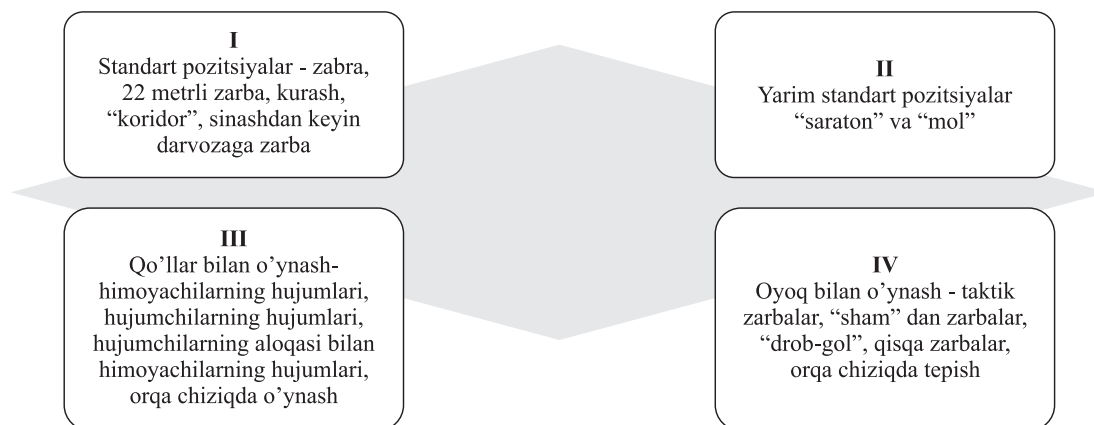 I
Standart pozitsiyalar - zabra,
22 metrli zarba, kurash,
“koridor”, sinashdan keyin
darvozaga zarba
II
Yarim standart pozitsiyalar
“saraton” va “mol”
III
Qo’llar bilan o’ynash-
himoyachilarning hujumlari,
hujumchilarning hujumlari,
hujumchilarning aloqasi bilan
himoyachilarning hujumlari,
orqa chiziqda o’ynash
IV
Oyoq bilan o’ynash - taktik
zarbalar, “sham” dan zarbalar,
“drob-gol”, qisqa zarbalar,
orqa chiziqda tepish